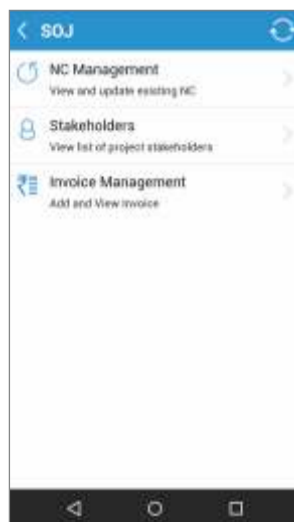 SOJ
NC Management
View and update existing NC
Stakeholders
View list of project stakeholders
Invoice Management
Add and View Invoice